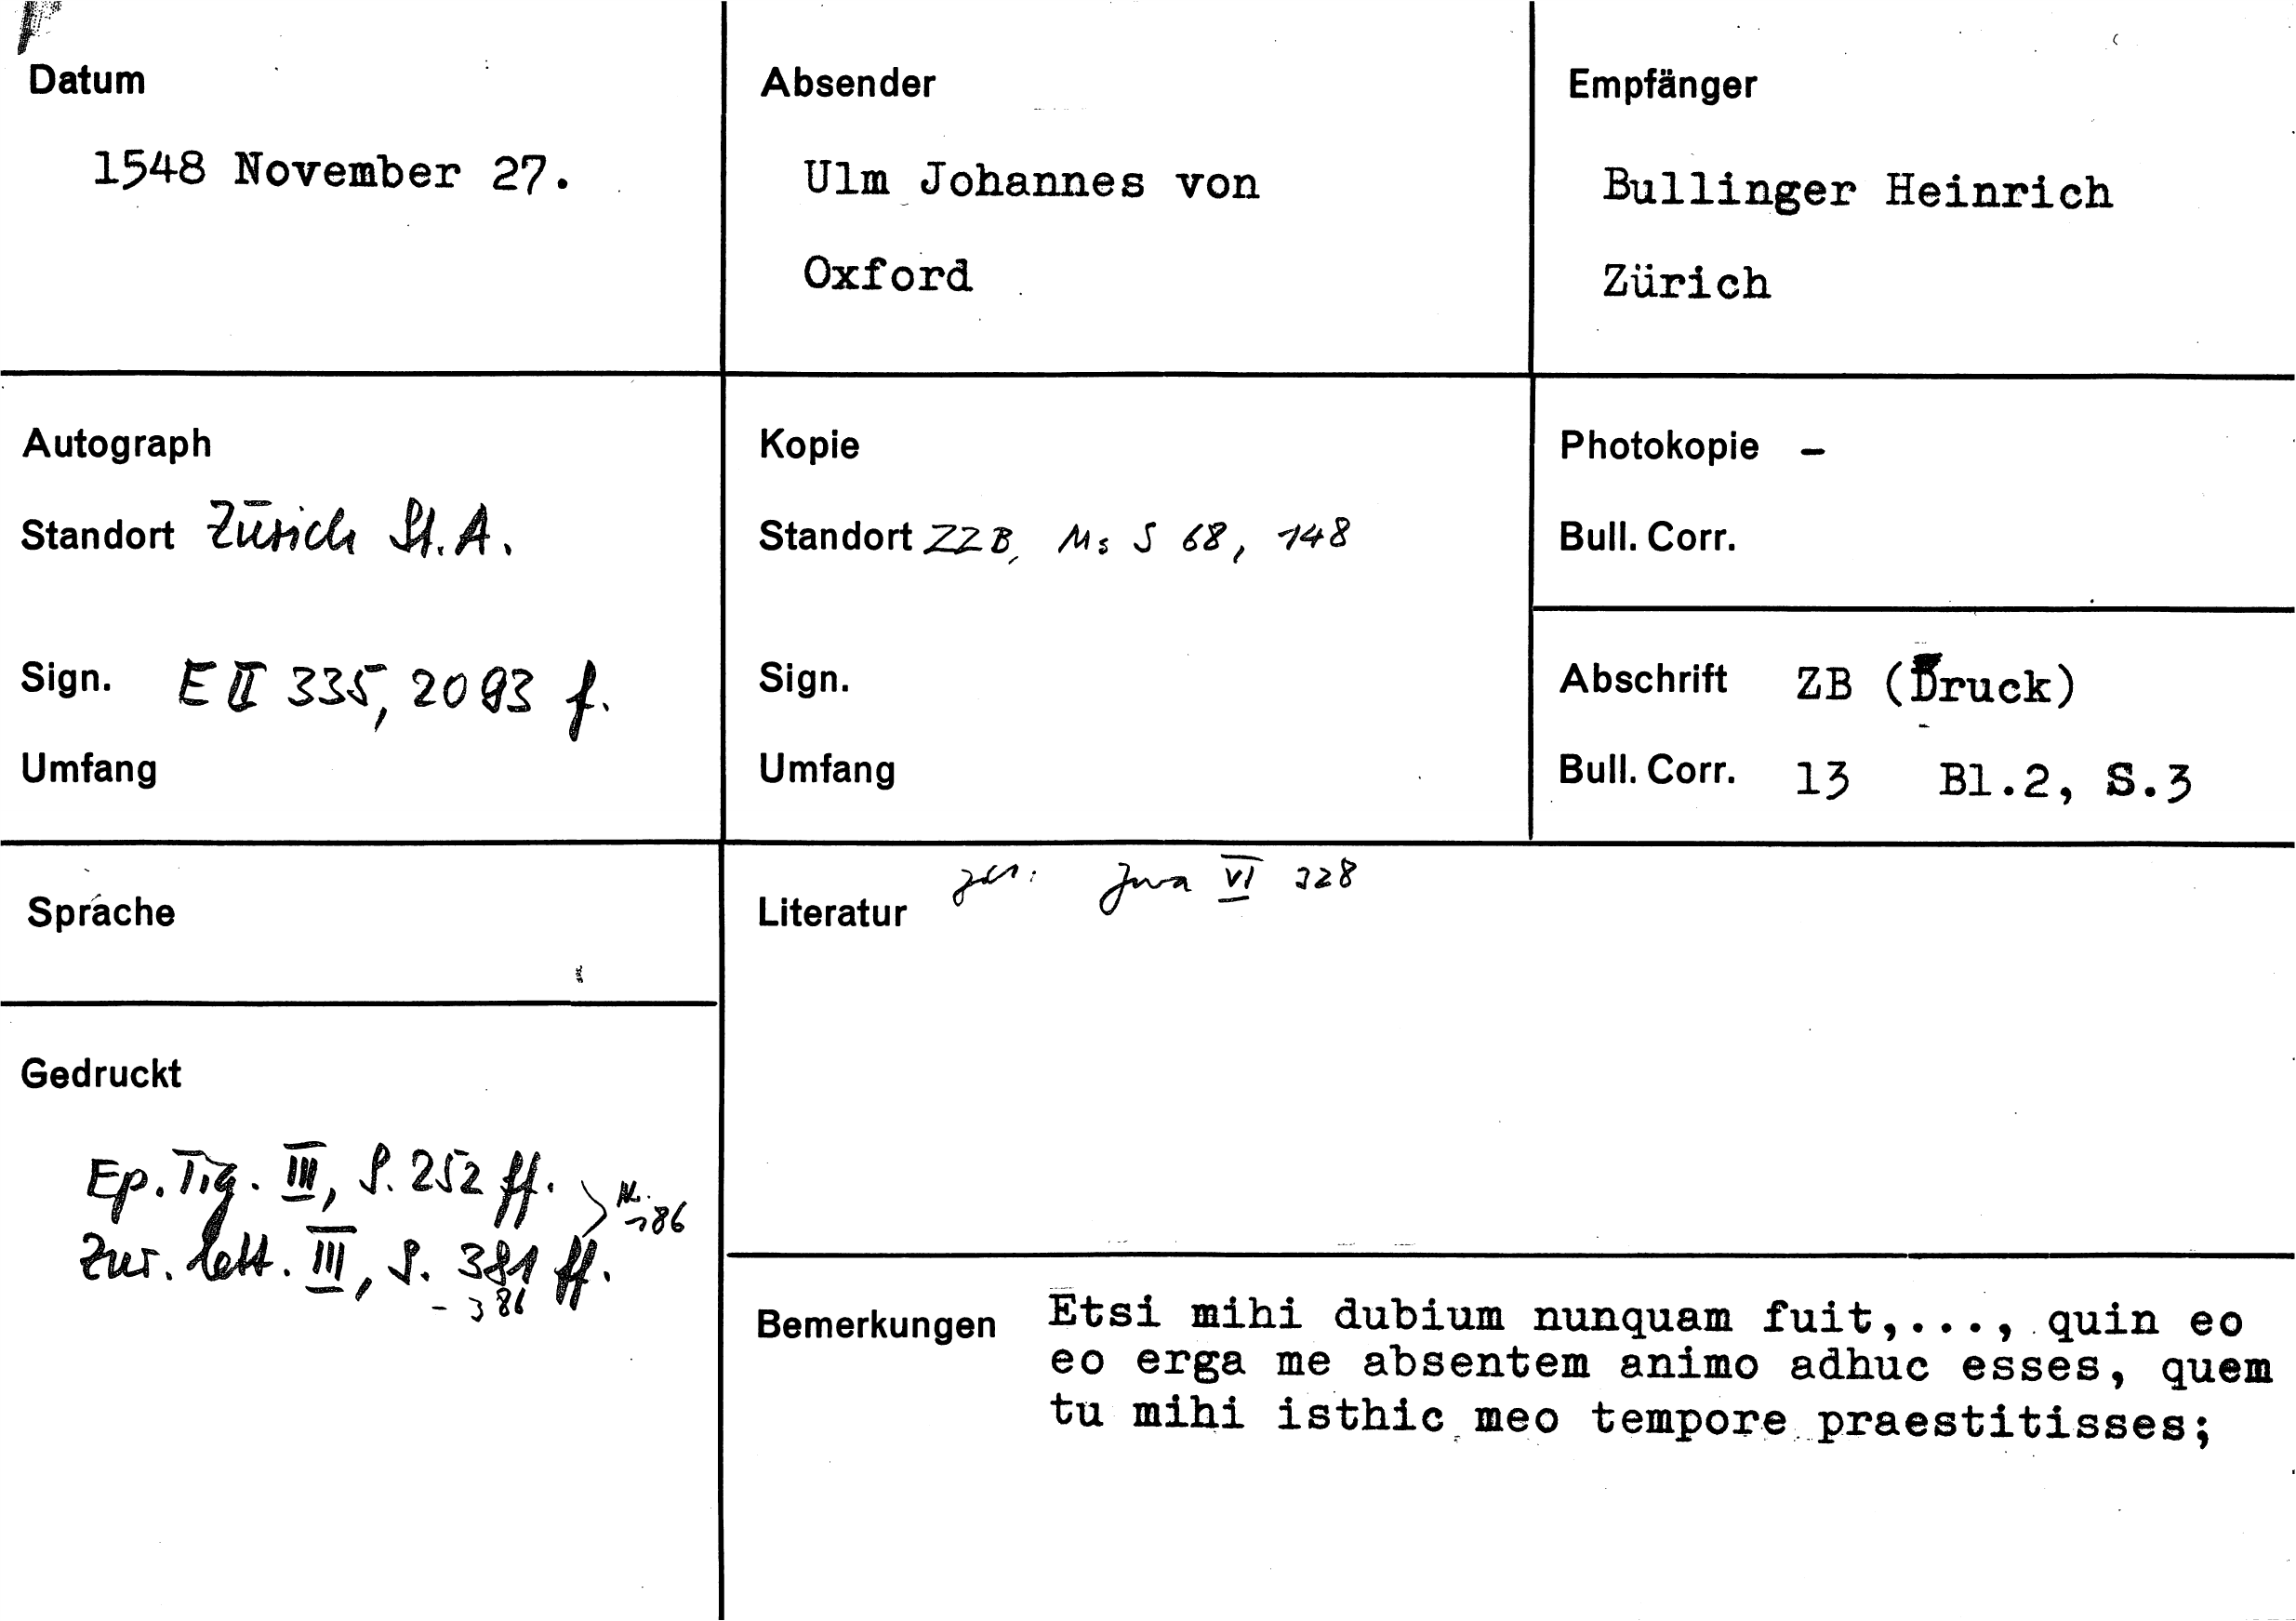 Datum
1548 November 27.
Absender
Ulm Johannes von
Oxford
Empfänger
Bullinger Heinrich
Zürich
Autograph
Standort Zürich St.A.
Sign. E II 335, 2093 f.
Umfang
Kopie
Standort ZZB, Ms S 68, 148
Sign.
Umfang
Photokopie -
Bull. Corr.
Abschrift ZB (Druck)
Bull. Corr. 13 Bl.2, S.3
Sprache
Gedruckt
Ep. Tig. III, S. 252 ff.
Zur. lett. III, S. 381 ff.
- 386
Nr. 186
Literatur VI 328
Bemerkungen Etsi mihi dubium nunquam fuit,..., quin eo
eo erga me absentem animo adhuc esses, quem
tu mihi isthic meo tempore praestitisses;